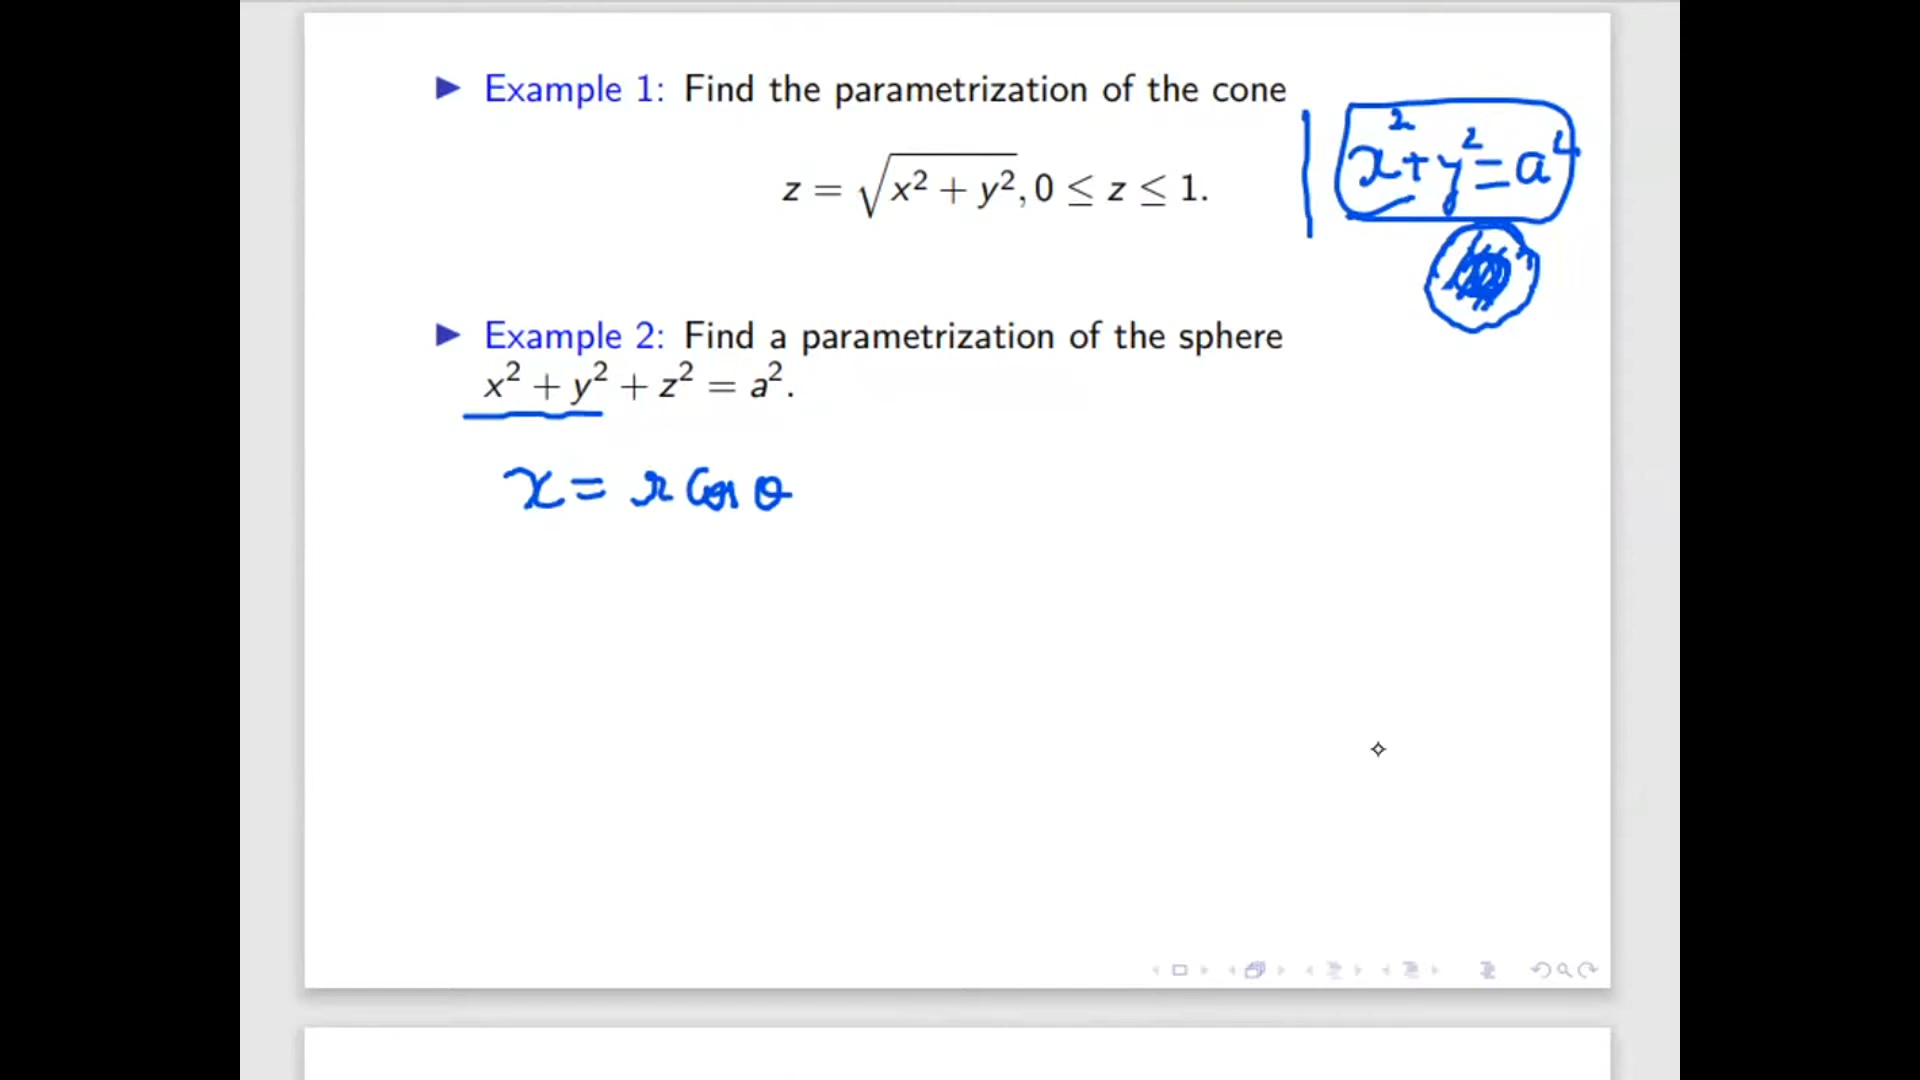 Example 1: Find the parametrization of the cone
z = √x² + y², 0 ≤ z ≤ 1.
x² + y² = a²
Example 2: Find a parametrization of the sphere
x² + y² + z² = a².
x = r Cos θ